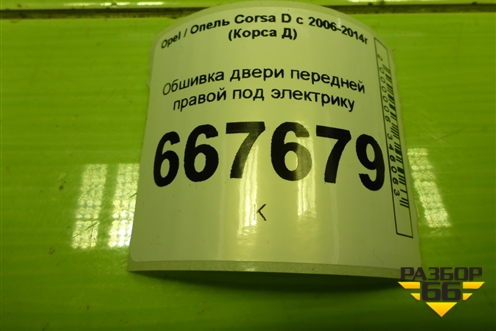 Opel / Опель Corsa D с 2006-2014г
(Корса Д)
Обшивка двери передней
правой под электрику
667679
К
РАЗБОР
66